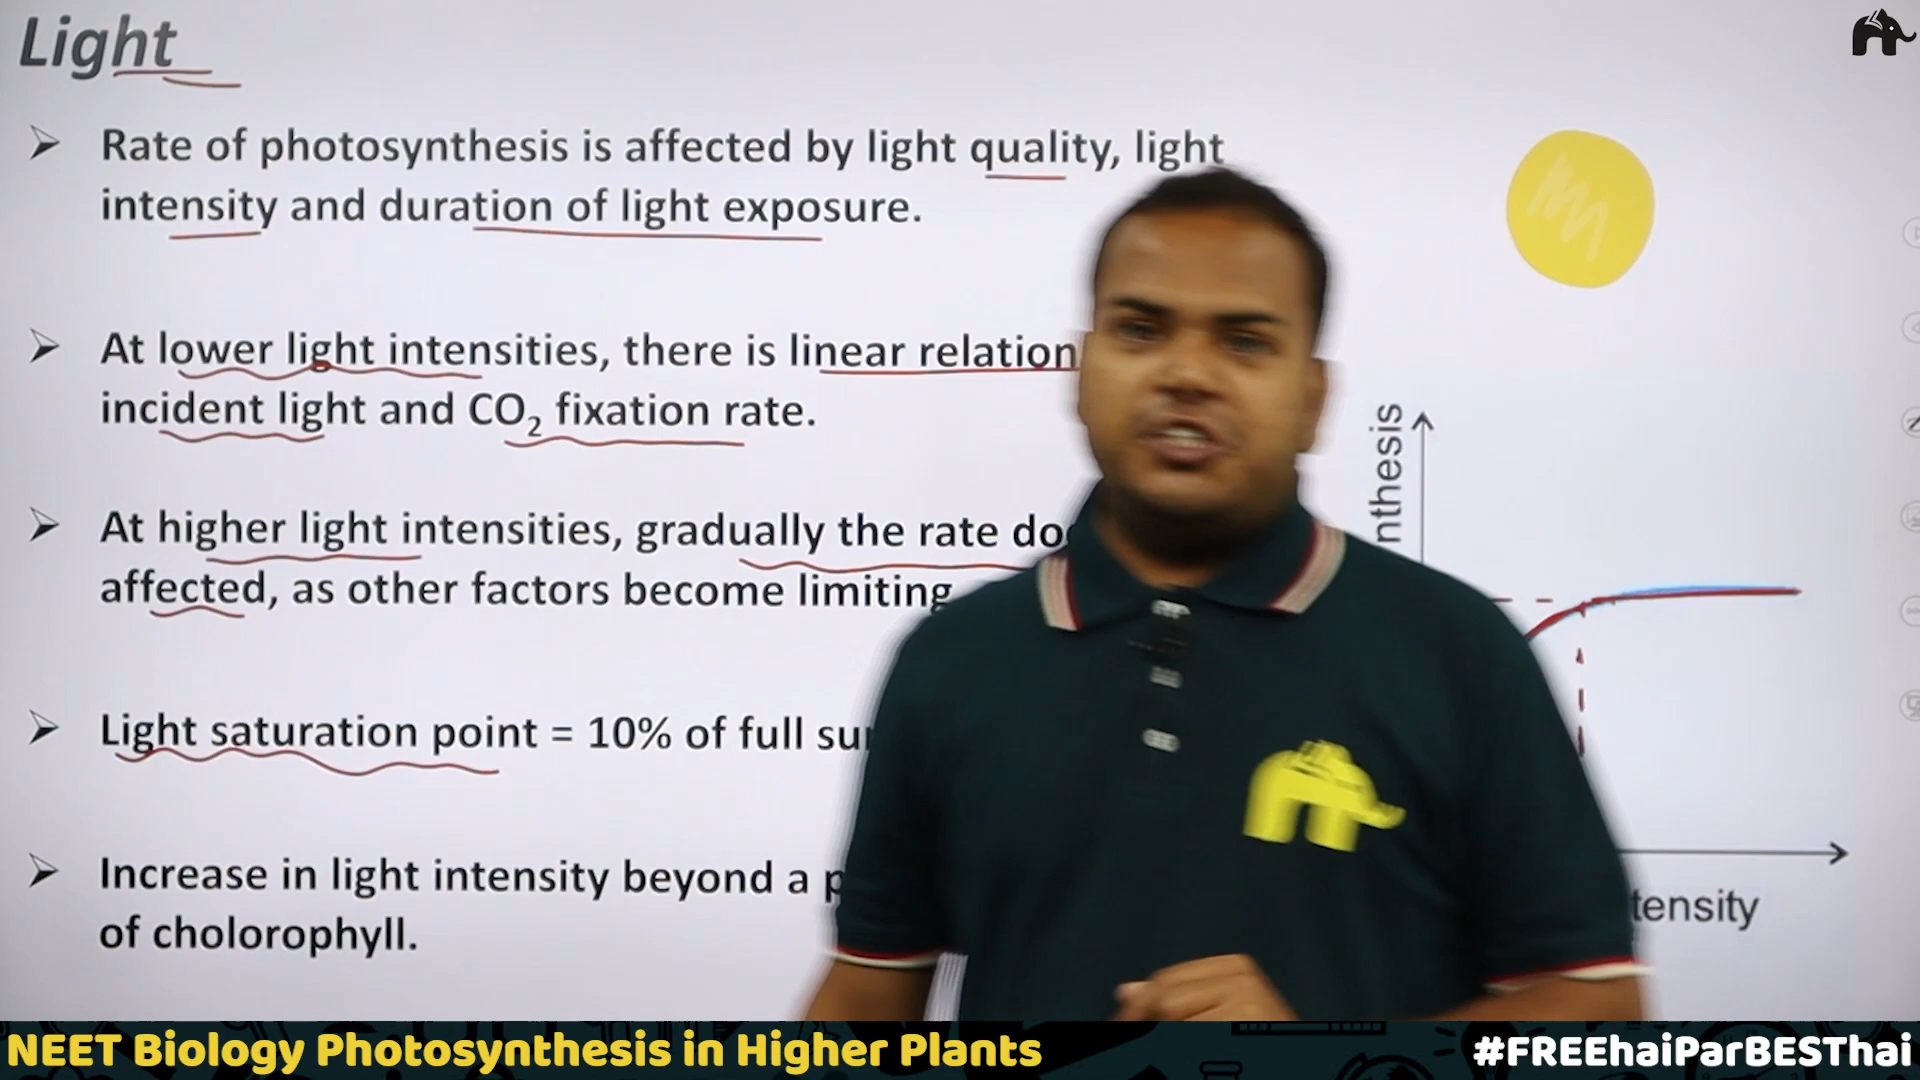 Light
Rate of photosynthesis is affected by light quality, light
intensity and duration of light exposure.
At lower light intensities, there is linear relation
incident light and CO₂ fixation rate.
At higher light intensities, gradually the rate
affected, as other factors become limiting
Light saturation point = 10% of full
Increase in light intensity beyond a
of cholorophyll.
nthesis
tensity
NEET Biology Photosynthesis in Higher Plants
#FREEhaiParBESThai